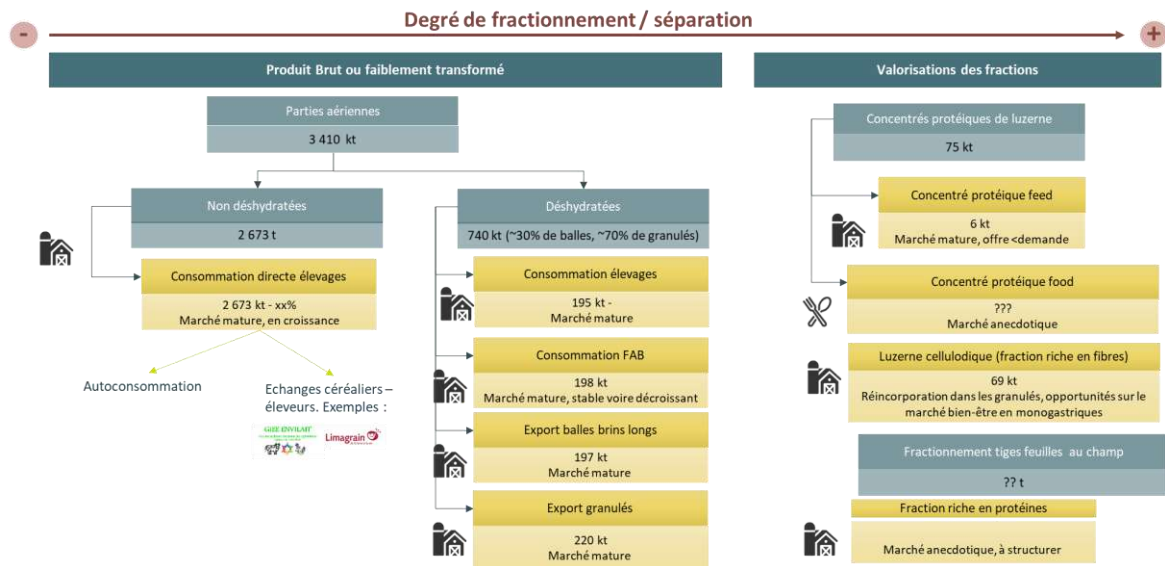 Degré de fractionnement / séparation
-
+
Produit Brut ou faiblement transformé
Parties aériennes
3 410 kt
Non déshydratées
2 673 t
Consommation directe élevages
2 673 kt - xx%
Marché mature, en croissance
Autoconsommation
Echanges céréaliers –
éleveurs. Exemples :
GIEE ENVILAIT
Limagrain
Déshydratées
740 kt (~30% de balles, ~70% de granulés)
Consommation élevages
195 kt -
Marché mature
Consommation FAB
198 kt
Marché mature, stable voire décroissant
Export balles brins longs
197 kt
Marché mature
Export granulés
220 kt
Marché mature
Valorisations des fractions
Concentrés protéiques de luzerne
75 kt
Concentré protéique feed
6 kt
Marché mature, offre <demande
Concentré protéique food
???
Marché anecdotique
Luzerne cellulodique (fraction riche en fibres)
69 kt
Réincorporation dans les granulés, opportunités sur le
marché bien-être en monogastriques
Fractionnement tiges feuilles au champ
?? t
Fraction riche en protéines
Marché anecdotique, à structurer